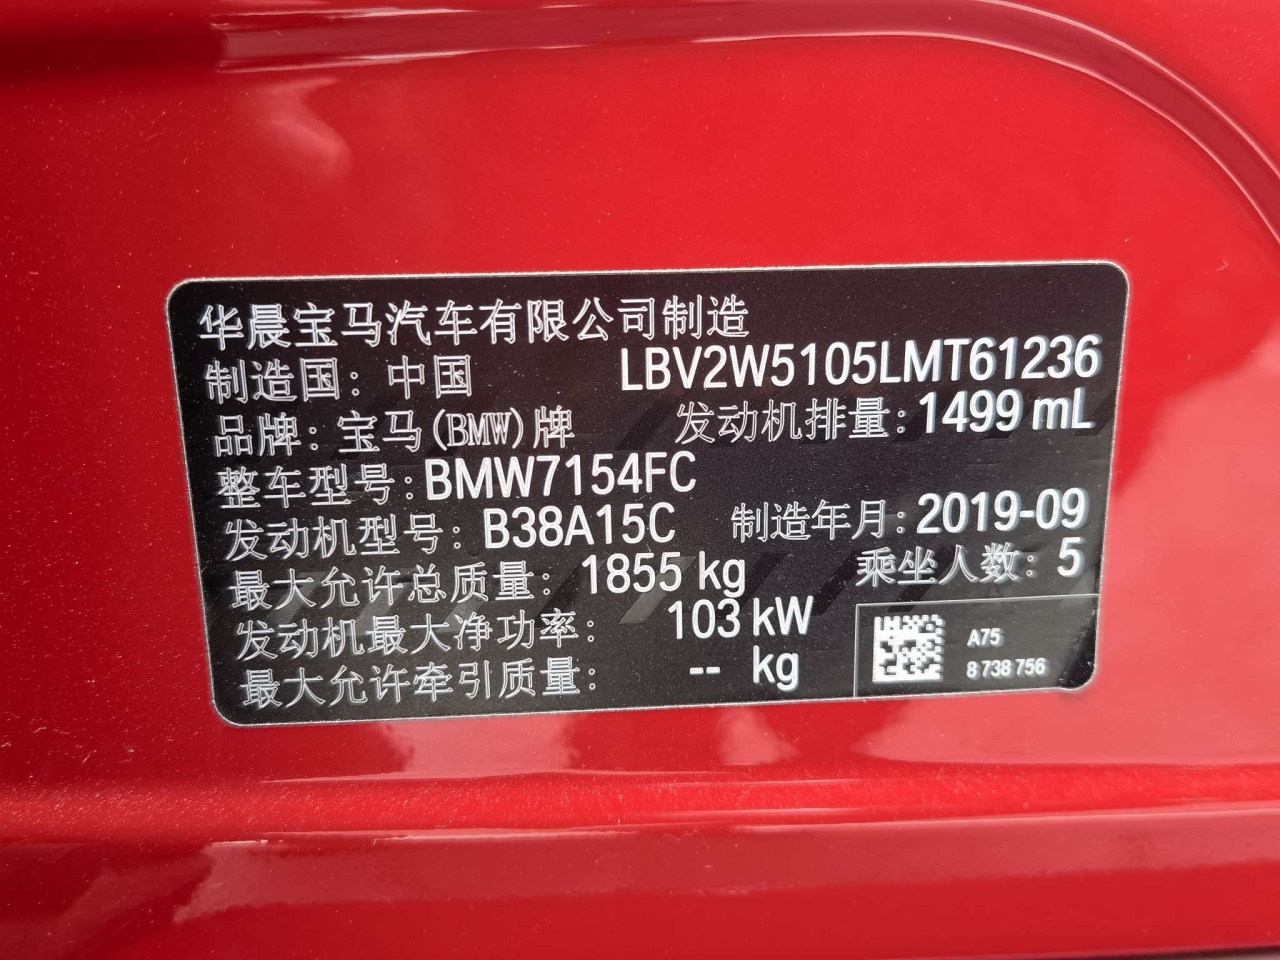 华晨宝马汽车有限公司制造
制造国: 中国 LBV2W5105LMT61236
品牌: 宝马(BMW)牌 发动机排量: 1499 mL
整车型号: BMW7154FC
发动机型号: B38A15C 制造年月: 2019-09
最大允许总质量: 1855 kg 乘坐人数: 5
发动机最大净功率: 103 kW
最大允许牵引质量: -- kg
A75
8 738 756